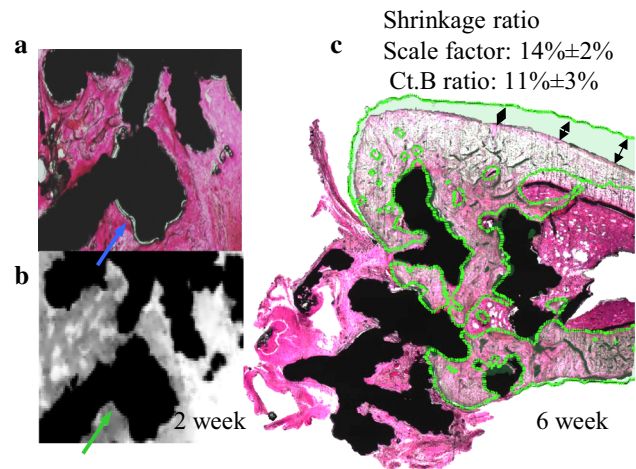 Shrinkage ratio
a
c
Scale factor: 14%±2%
Ct.B ratio: 11%±3%
b
2 week
6 week